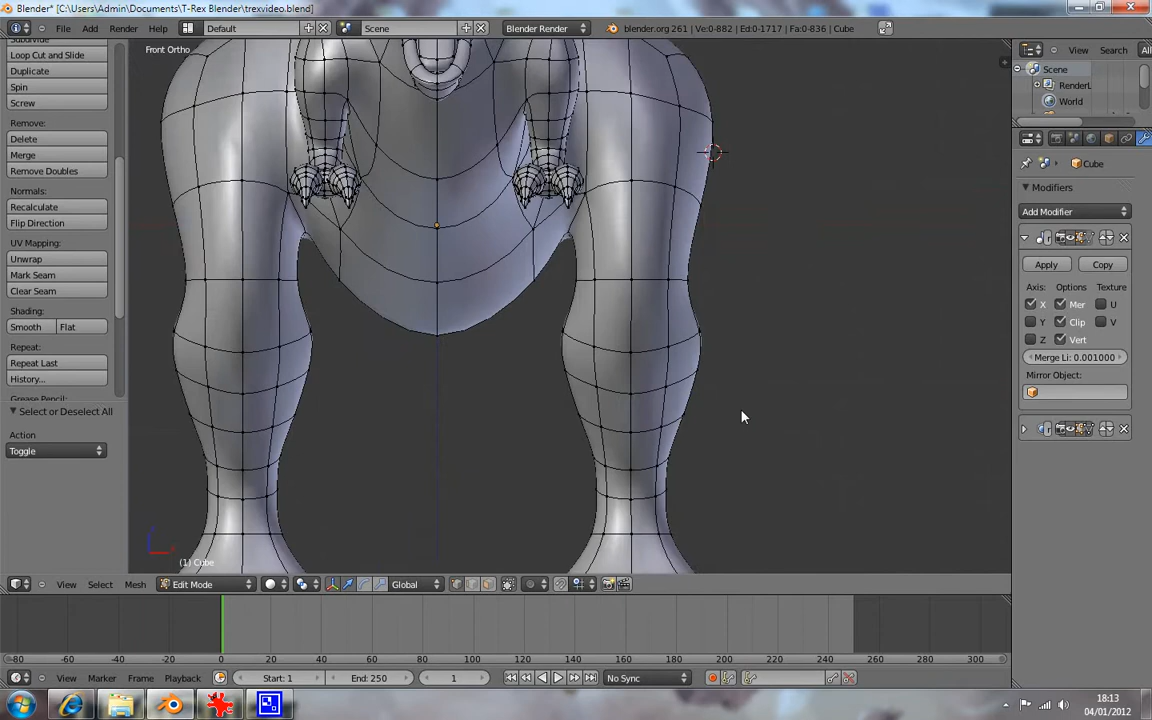 Blender* [C:\Users\Admin\Documents\T-Rex Blender\trexvideo.blend]
File Add Render Help Default Scene Blender Render blender.org 261 | Ve:0-882 | Ed:0-1717 | Fa:0-836 | Cube
Loop Cut and Slide
Duplicate
Spin
Screw
Remove:
Delete
Merge
Remove Doubles
Normals:
Recalculate
Flip Direction
UV Mapping:
Unwrap
Mark Seam
Clear Seam
Shading:
Smooth Flat
Repeat:
Repeat Last
History...
Grease Pencil:
Select or Deselect All
Action
Toggle
Front Ortho
(1) Cube
View Search All
Scene
RenderL
World
Cube
Modifiers
Add Modifier
Apply Copy
Axis: Options Texture
X Mer U
Y Clip V
Z Vert
Merge Li: 0.001000
Mirror Object:
View Select Mesh Edit Mode Global
-80 -60 -40 -20 0 20 40 60 80 100 120 140 160 180 200 220 240 260 280 300
View Marker Frame Playback Start: 1 End: 250 1 No Sync
18:13
04/01/2012